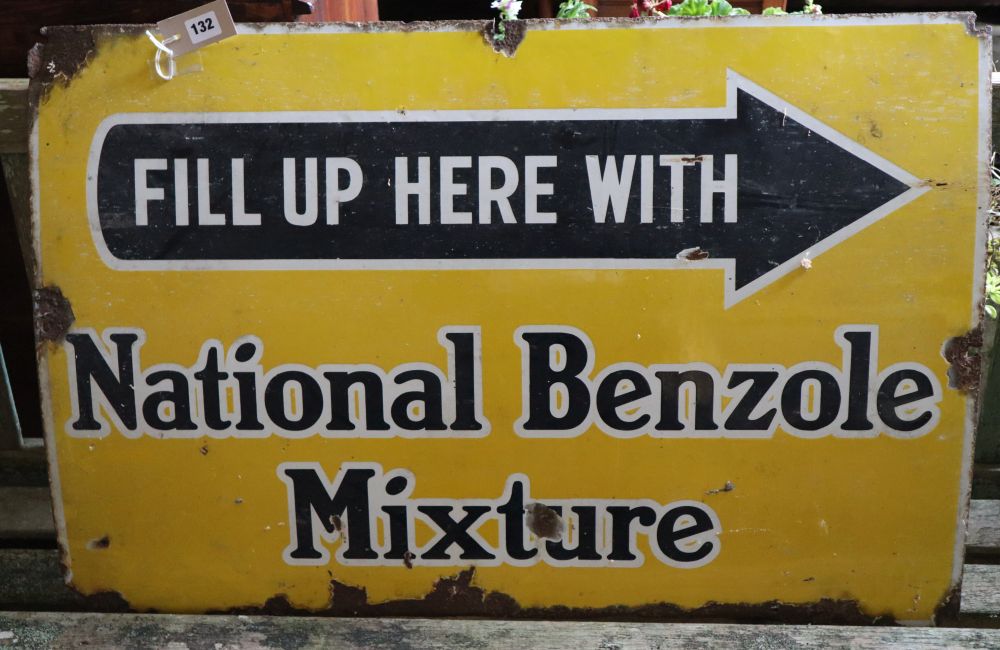 132
FILL UP HERE WITH
National Benzole
Mixture